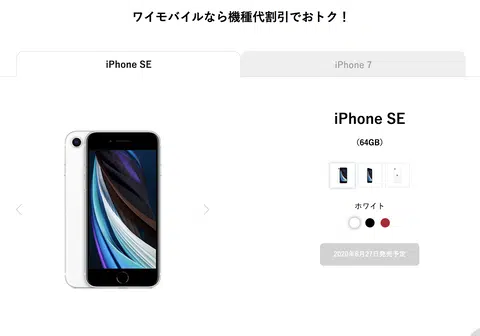 ワイモバイルなら機種代割引でおトク！
iPhone SE
iPhone 7
iPhone SE
（64GB）
ホワイト
2020年8月27日発売予定